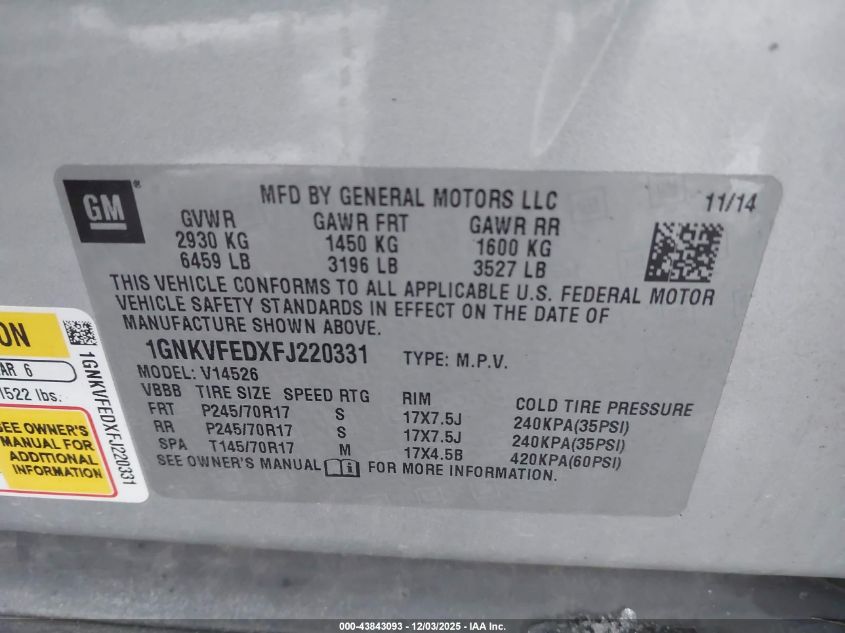 GM ®
MFD BY GENERAL MOTORS LLC 11/14
GVWR GAWR FRT GAWR RR
2930 KG 1450 KG 1600 KG
6459 LB 3196 LB 3527 LB
THIS VEHICLE CONFORMS TO ALL APPLICABLE U.S. FEDERAL MOTOR
VEHICLE SAFETY STANDARDS IN EFFECT ON THE DATE OF
MANUFACTURE SHOWN ABOVE.
1GNKVFEDXFJ220331 TYPE: M.P.V.
MODEL: V14526
VBBB TIRE SIZE SPEED RTG RIM COLD TIRE PRESSURE
FRT P245/70R17 S 17X7.5J 240KPA(35PSI)
RR P245/70R17 S 17X7.5J 240KPA(35PSI)
SPA T145/70R17 M 17X4.5B 420KPA(60PSI)
SEE OWNER'S MANUAL FOR MORE INFORMATION.
ON
AR 6
1522 lbs.
SEE OWNER'S
MANUAL FOR
ADDITIONAL
INFORMATION
1GNKVFEDXFJ220331
000-43843093 - 12/03/2025 - IAA Inc.